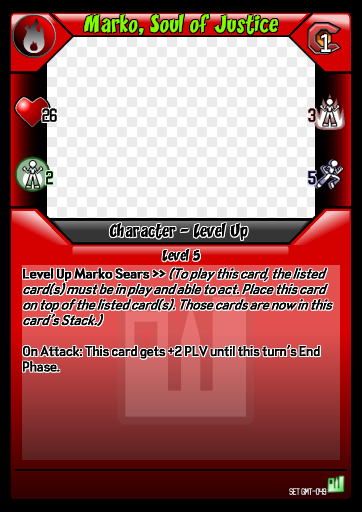 Marko, Soul of Justice
1
26
3
2
5
Character - Level Up
Level 5
Level Up Marko Sears >> (To play this card, the listed
card(s) must be in play and able to act. Place this card
on top of the listed card(s). Those cards are now in this
card's Stack.)
On Attack: This card gets +2 PLV until this turn's End
Phase.
SET GMT-049